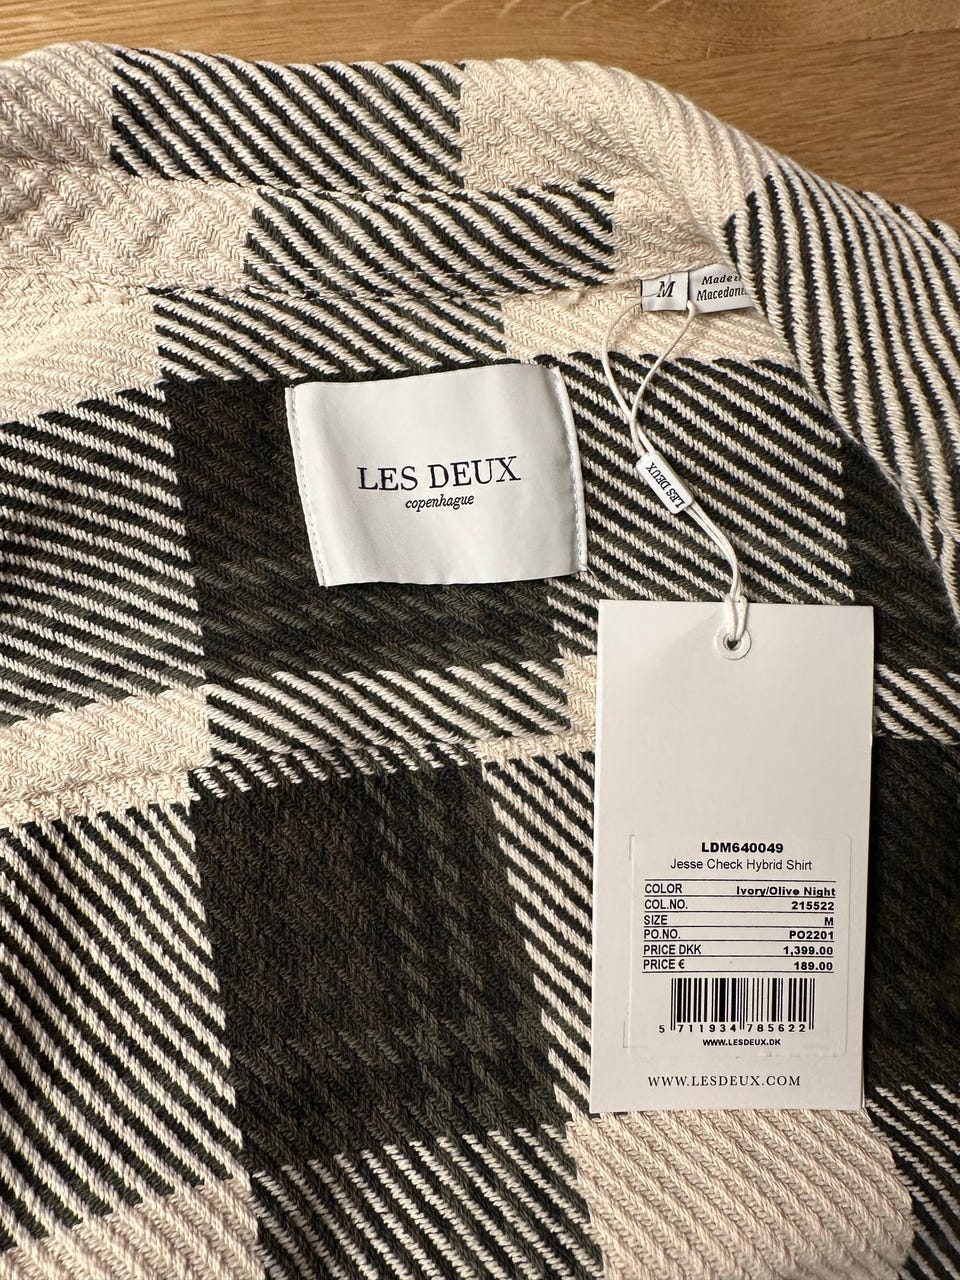 M
Made i
Macedoni
LES DEUX
copenhague
LES DEUX
LDM640049
Jesse Check Hybrid Shirt
COLOR Ivory/Olive Night
COL.NO. 215522
SIZE M
PO.NO. PO2201
PRICE DKK 1,399.00
PRICE € 189.00
5 711934 785622
WWW.LESDEUX.DK
WWW.LESDEUX.COM